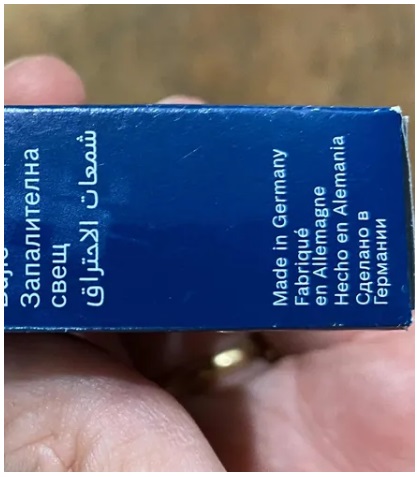 Запалителна
свещ
شمعات الاحتراق
Made in Germany
Fabriqué
en Allemagne
Hecho en Alemania
Сделано в
Германии